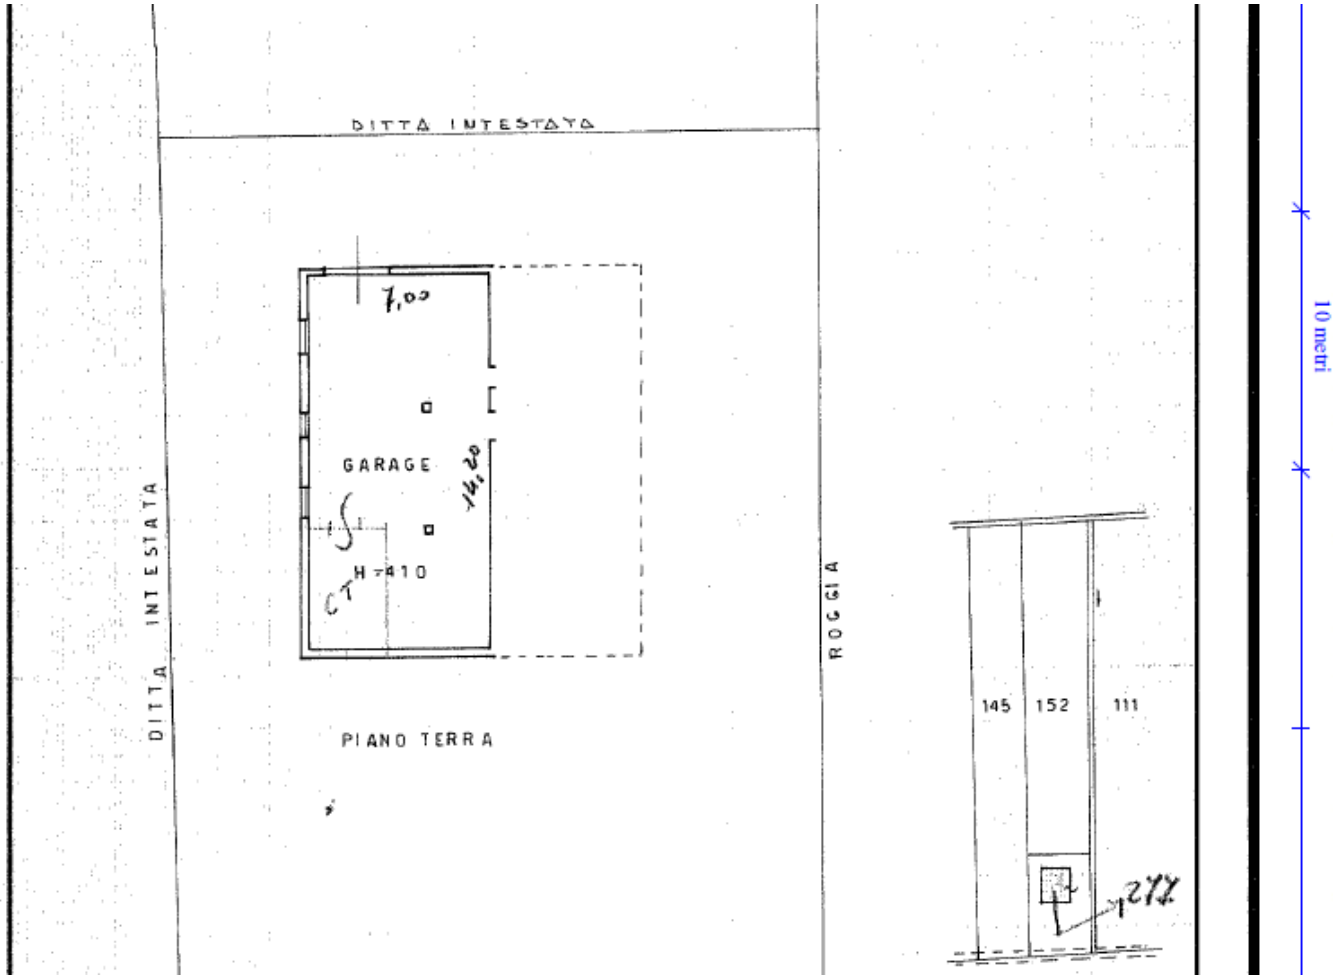 DITTA INTESTATA
7,00
10 metri
GARAGE
14,20
DITTA INTESTATA
H=410
CT
ROGGIA
145 152 111
PIANO TERRA
277